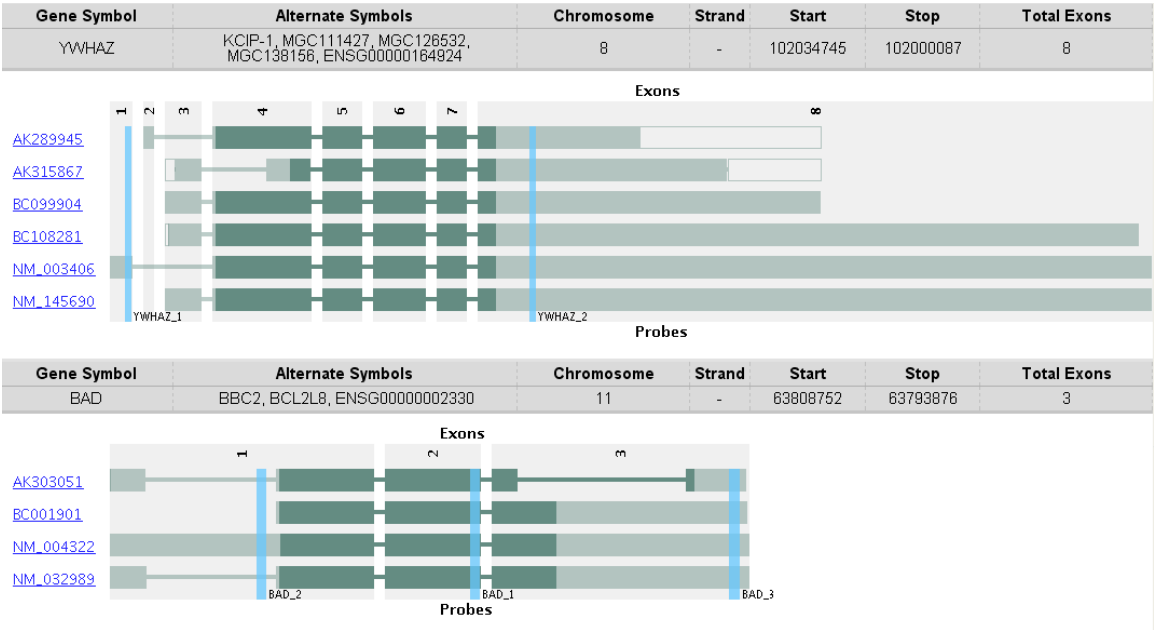 Gene Symbol Alternate Symbols Chromosome Strand Start Stop Total Exons
YWHAZ KCIP-1, MGC111427, MGC126532, 8 - 102034745 102000087 8
MGC138156, ENSG00000164924
Exons
1 2 3 4 5 6 7 8
AK289945
AK315867
BC099904
BC108281
NM_003406
NM_145690
YWHAZ_1 YWHAZ_2
Probes
Gene Symbol Alternate Symbols Chromosome Strand Start Stop Total Exons
BAD BBC2, BCL2L8, ENSG00000002330 11 - 63808752 63793876 3
Exons
1 2 3
AK303051
BC001901
NM_004322
NM_032989
BAD_2 BAD_1 BAD_3
Probes